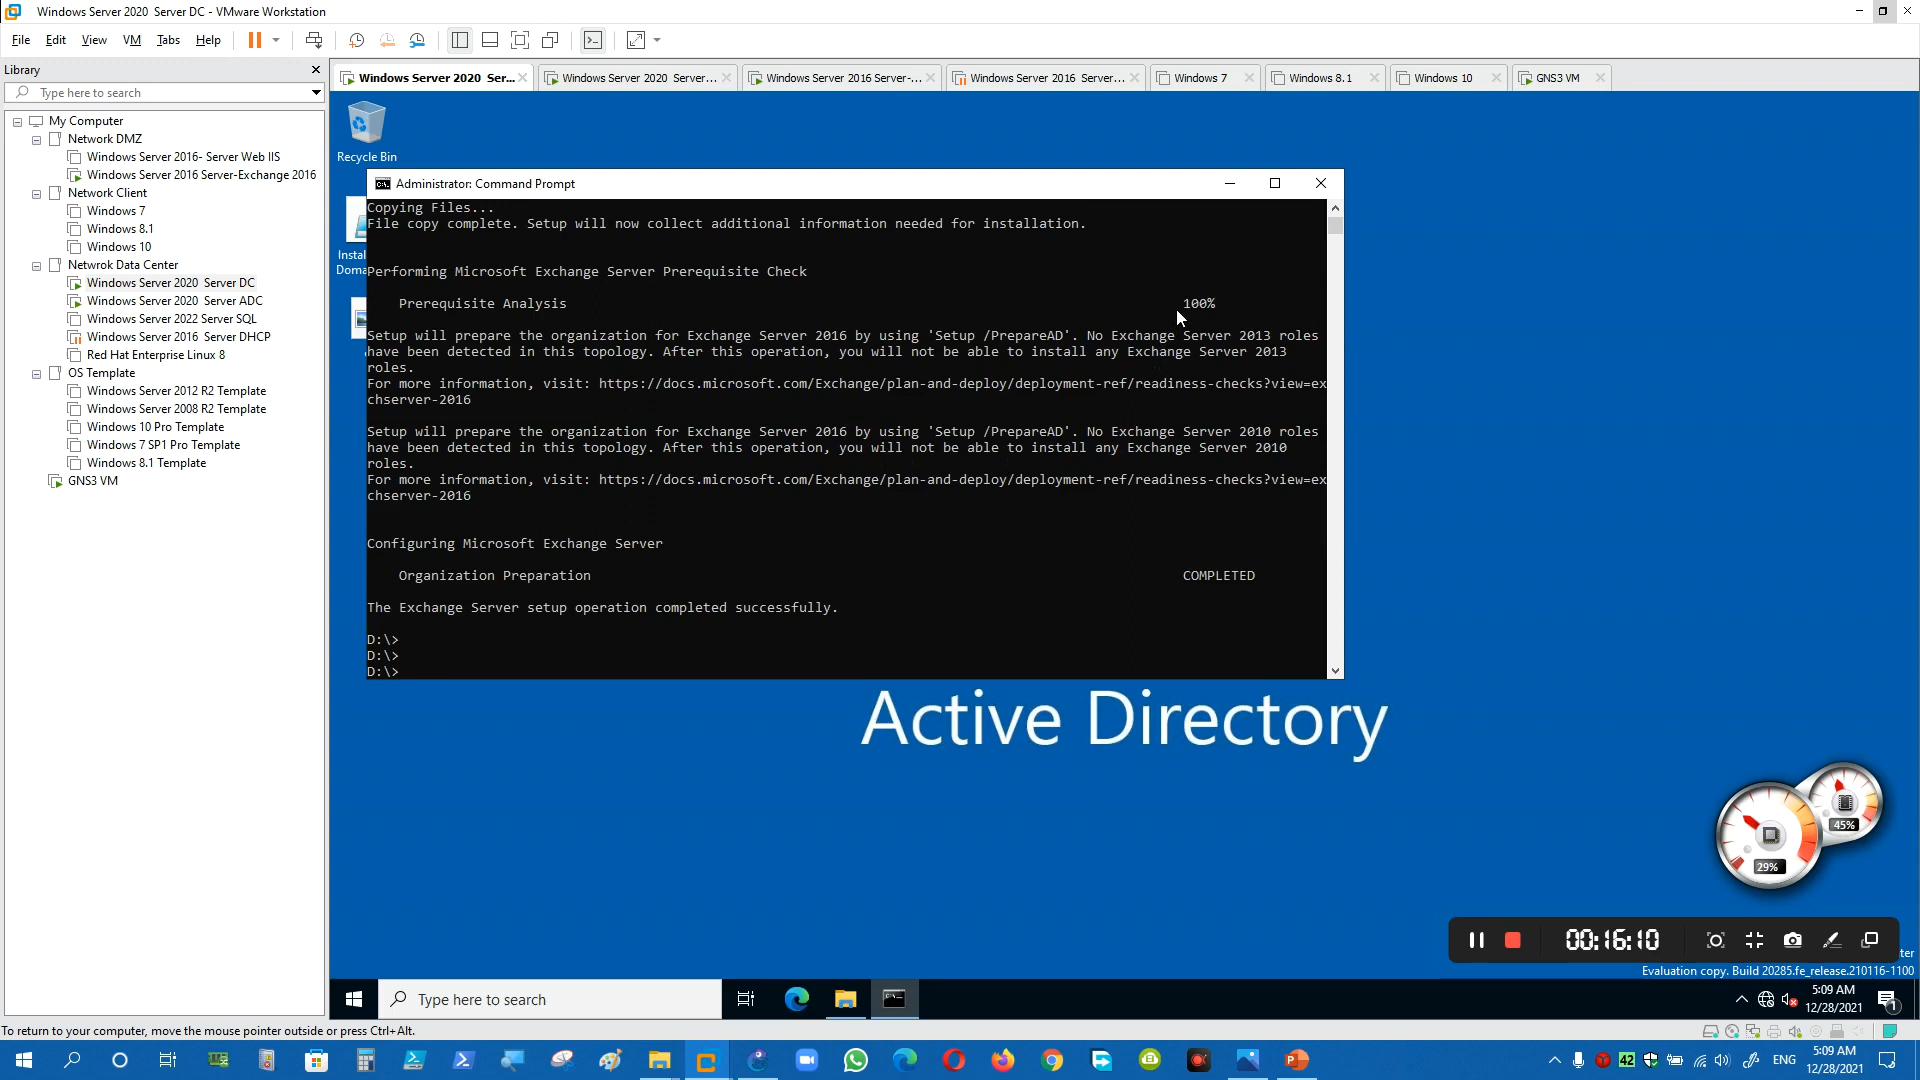 Windows Server 2020  Server DC - VMware Workstation
File
Edit
View
VM
Tabs
Help
Library
Type here to search
My Computer
Network DMZ
Windows Server 2016- Server Web IIS
Windows Server 2016 Server-Exchange 2016
Network Client
Windows 7
Windows 8.1
Windows 10
Netwrok Data Center
Windows Server 2020  Server DC
Windows Server 2020  Server ADC
Windows Server 2022 Server SQL
Windows Server 2016  Server DHCP
Red Hat Enterprise Linux 8
OS Template
Windows Server 2012 R2 Template
Windows Server 2008 R2 Template
Windows 10 Pro Template
Windows 7 SP1 Pro Template
Windows 8.1 Template
GNS3 VM
Windows Server 2020  Ser...
Windows Server 2020  Server...
Windows Server 2016 Server-...
Windows Server 2016  Server...
Windows 7
Windows 8.1
Windows 10
GNS3 VM
Recycle Bin
Instal
Doma
Administrator: Command Prompt
Copying Files...
File copy complete. Setup will now collect additional information needed for installation.
Performing Microsoft Exchange Server Prerequisite Check
Prerequisite Analysis 100%
Setup will prepare the organization for Exchange Server 2016 by using 'Setup /PrepareAD'. No Exchange Server 2013 roles
have been detected in this topology. After this operation, you will not be able to install any Exchange Server 2013
roles.
For more information, visit: https://docs.microsoft.com/Exchange/plan-and-deploy/deployment-ref/readiness-checks?view=ex
chserver-2016
Setup will prepare the organization for Exchange Server 2016 by using 'Setup /PrepareAD'. No Exchange Server 2010 roles
have been detected in this topology. After this operation, you will not be able to install any Exchange Server 2010
roles.
For more information, visit: https://docs.microsoft.com/Exchange/plan-and-deploy/deployment-ref/readiness-checks?view=ex
chserver-2016
Configuring Microsoft Exchange Server
Organization Preparation COMPLETED
The Exchange Server setup operation completed successfully.
D:\>
D:\>
D:\>
Active Directory
45%
29%
00:16:10
ter
Evaluation copy. Build 20285.fe_release.210116-1100
Type here to search
5:09 AM
12/28/2021
1
To return to your computer, move the mouse pointer outside or press Ctrl+Alt.
42
ENG
5:09 AM
12/28/2021